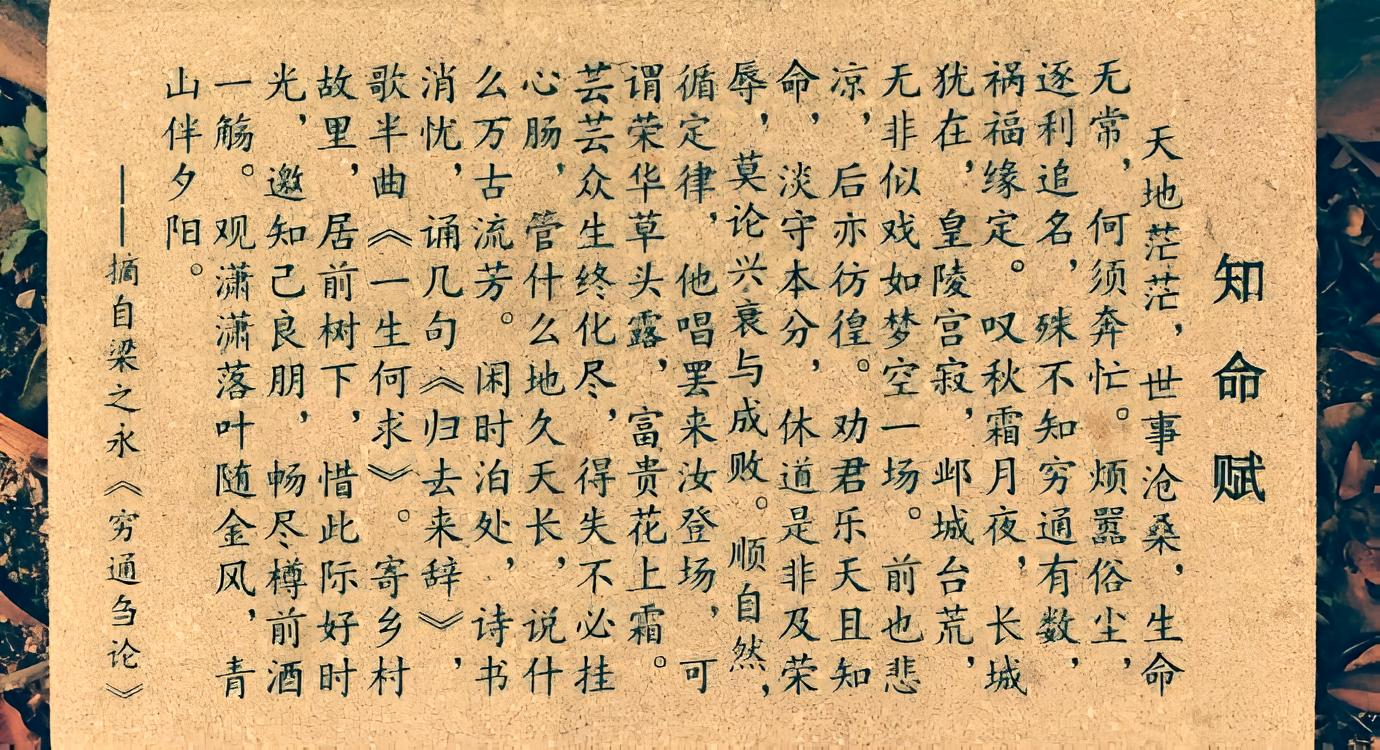 知命赋
天地茫茫，世事沧桑，生命
无常，何须奔忙。烦嚣俗尘，
逐利追名，殊不知穷通有数，
祸福缘定。叹秋霜月夜，长城
犹在，皇陵宫寂，邺城台荒，
无非似戏如梦空一场。前也悲
凉，后亦彷徨。劝君乐天且知
命，淡守本分，休道是非及荣
辱，莫论兴衰与成败。顺自然，
循定律，他唱罢来汝登场，可
谓荣华草头露，富贵花上霜。
芸芸众生终化尽，得失不必挂
心肠，管什么地久天长，说什
么万古流芳。闲时泊处，诗书
消忧，诵几句《归去来辞》，
歌半曲《一生何求》。寄乡村
故里，居前树下，惜此际好时
光，邀知己良朋，畅尽樽前酒
一觞。观潇潇落叶随金风，青
山伴夕阳。
——摘自梁之永《穷通刍论》